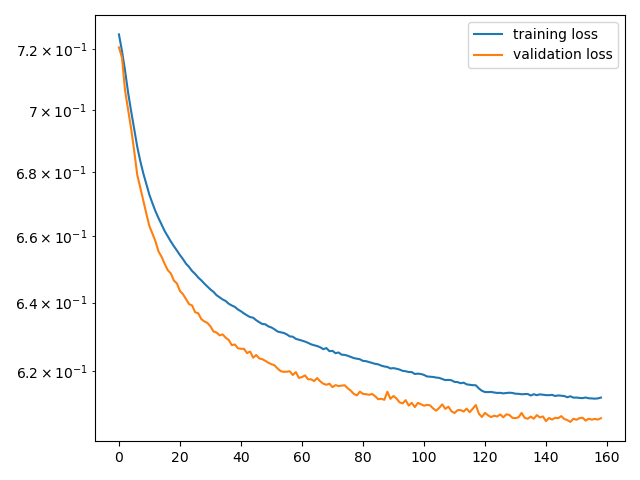 training loss
validation loss
7.2 × 10⁻¹
7 × 10⁻¹
6.8 × 10⁻¹
6.6 × 10⁻¹
6.4 × 10⁻¹
6.2 × 10⁻¹
0 20 40 60 80 100 120 140 160